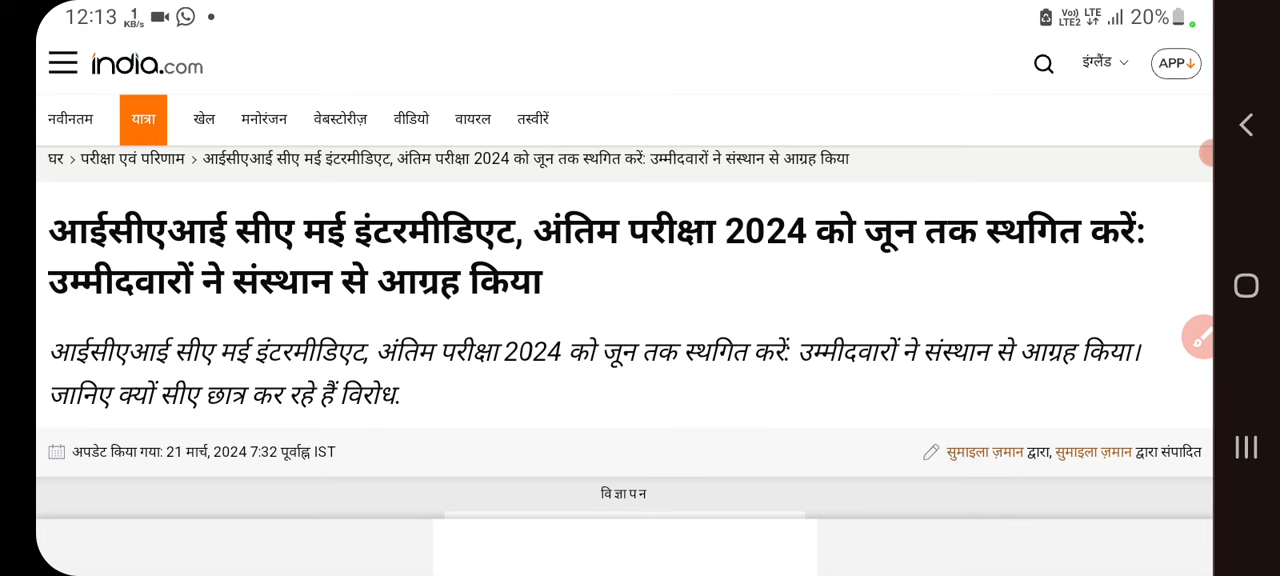 12:13 1 KB/s
Vo) LTE2 LTE 20%
india.com
इंग्लैंड
APP
नवीनतम यात्रा खेल मनोरंजन वेबस्टोरीज़ वीडियो वायरल तस्वीरें
घर > परीक्षा एवं परिणाम > आईसीएआई सीए मई इंटरमीडिएट, अंतिम परीक्षा 2024 को जून तक स्थगित करें: उम्मीदवारों ने संस्थान से आग्रह किया
आईसीएआई सीए मई इंटरमीडिएट, अंतिम परीक्षा 2024 को जून तक स्थगित करें:
उम्मीदवारों ने संस्थान से आग्रह किया
आईसीएआई सीए मई इंटरमीडिएट, अंतिम परीक्षा 2024 को जून तक स्थगित करें: उम्मीदवारों ने संस्थान से आग्रह किया।
जानिए क्यों सीए छात्र कर रहे हैं विरोध.
अपडेट किया गया: 21 मार्च, 2024 7:32 पूर्वाह्न IST
सुमाइला ज़मान द्वारा, सुमाइला ज़मान द्वारा संपादित
विज्ञापन